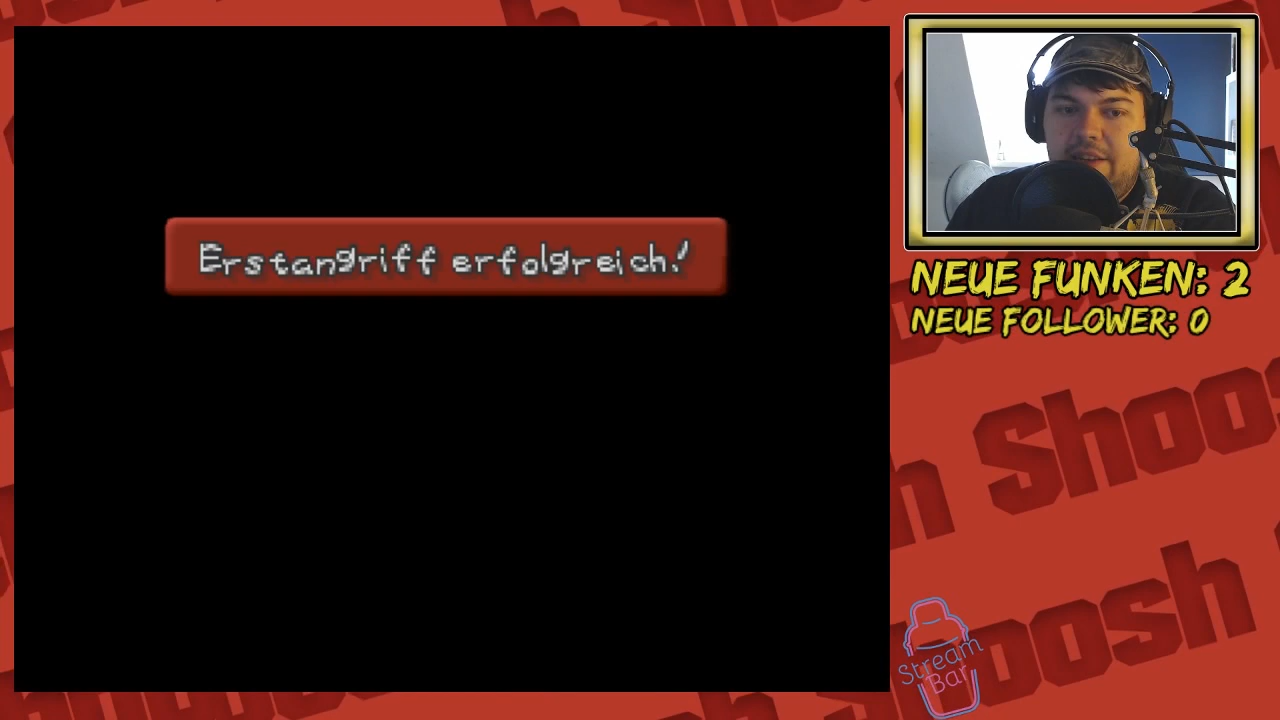 Erstangriff erfolgreich!
NEUE FUNKEN: 2
NEUE FOLLOWER: 0
Shoosh
Shoosh
Stream
Bar